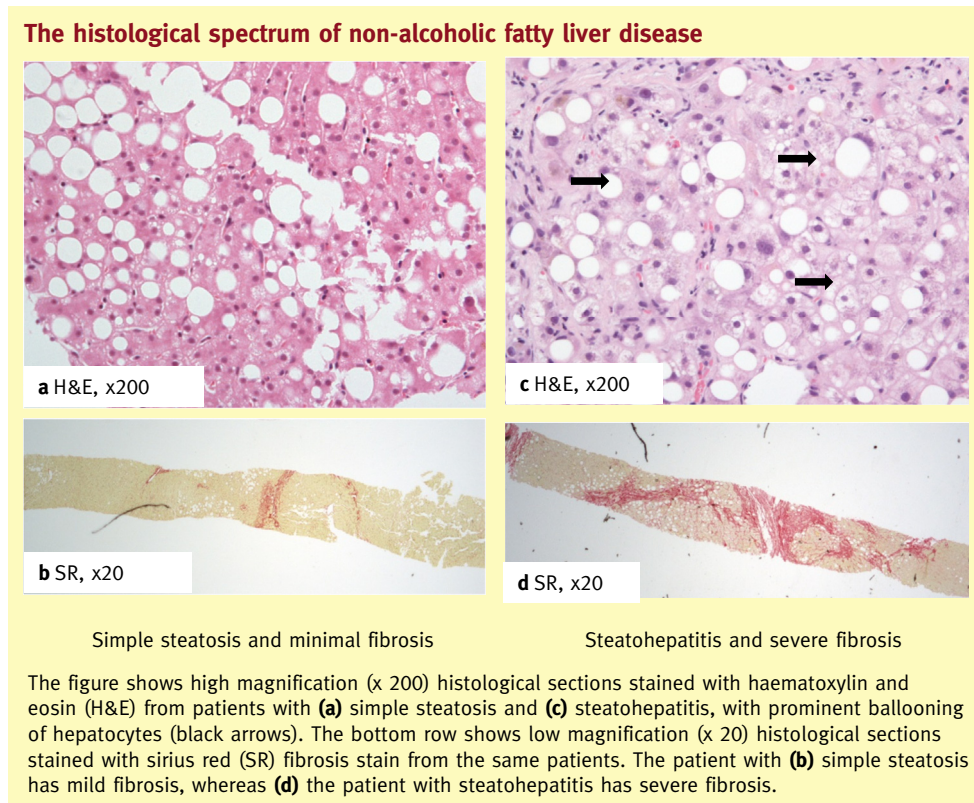 The histological spectrum of non-alcoholic fatty liver disease
a H&E, x200
c H&E, x200
b SR, x20
d SR, x20
Simple steatosis and minimal fibrosis
Steatohepatitis and severe fibrosis
The figure shows high magnification (x 200) histological sections stained with haematoxylin and
eosin (H&E) from patients with (a) simple steatosis and (c) steatohepatitis, with prominent ballooning
of hepatocytes (black arrows). The bottom row shows low magnification (x 20) histological sections
stained with sirius red (SR) fibrosis stain from the same patients. The patient with (b) simple steatosis
has mild fibrosis, whereas (d) the patient with steatohepatitis has severe fibrosis.